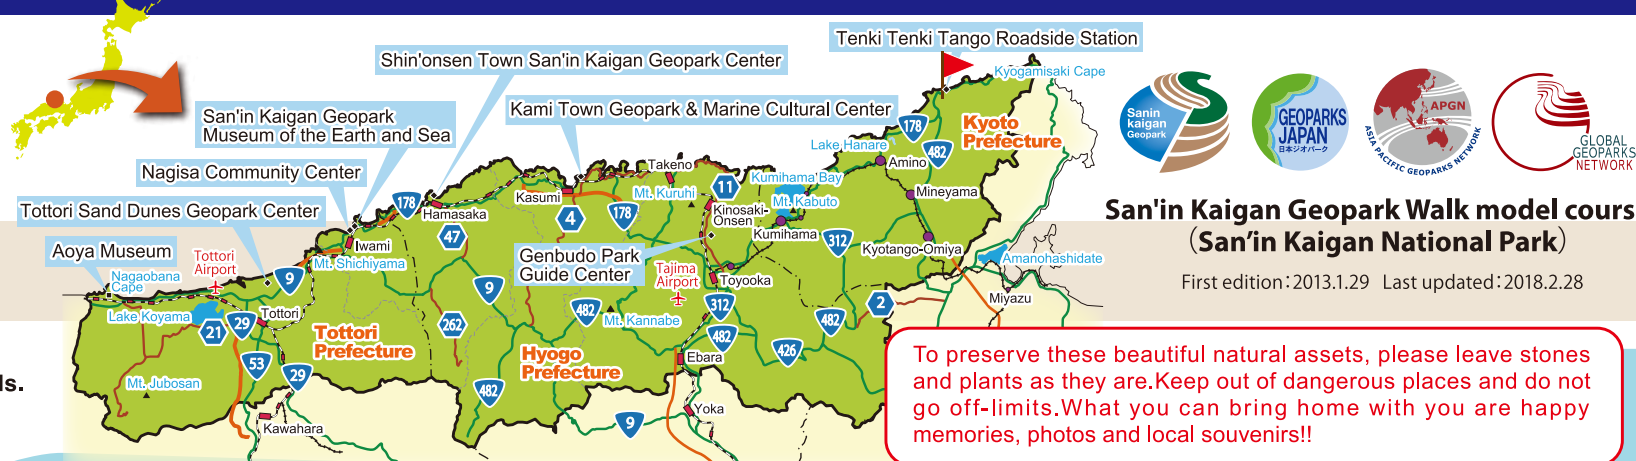 Tenki Tenki Tango Roadside Station
Shin'onsen Town San'in Kaigan Geopark Center
Kyogamisaki Cape
San'in Kaigan Geopark
Museum of the Earth and Sea
Kami Town Geopark & Marine Cultural Center
Nagisa Community Center
Tottori Sand Dunes Geopark Center
Aoya Museum
Genbudo Park
Guide Center
Kyoto
Prefecture
178
482
Lake Hanare
Amino
Mineyama
Takeno
Kumihama Bay
Mt. Kabuto
Mt. Kuruhi
11
Kinosaki-
Onsen
Kumihama
312
Kyotango-Omiya
Amanohashidate
Miyazu
Kasumi
4
178
178
Hamasaka
47
Iwami
Mt. Shichiyama
9
Tottori
Airport
Nagaobana
Cape
Lake Koyama
21
29
Tottori
53
29
Mt. Jubosan
Kawahara
Tottori
Prefecture
9
262
482
Hyogo
Prefecture
482
Mt. Kannabe
Tajima
Airport
Toyooka
312
482
482
426
2
Ebara
Yoka
9
ls.
Sanin
kaigan
Geopark
GEOPARKS
JAPAN
日本ジオパーク
APGN
ASIA PACIFIC GEOPARKS NETWORK
GLOBAL
GEOPARKS
NETWORK
San'in Kaigan Geopark Walk model cours
（San’in Kaigan National Park）
First edition：2013.1.29 Last updated：2018.2.28
To preserve these beautiful natural assets, please leave stones
and plants as they are.Keep out of dangerous places and do not
go off-limits.What you can bring home with you are happy
memories, photos and local souvenirs!!